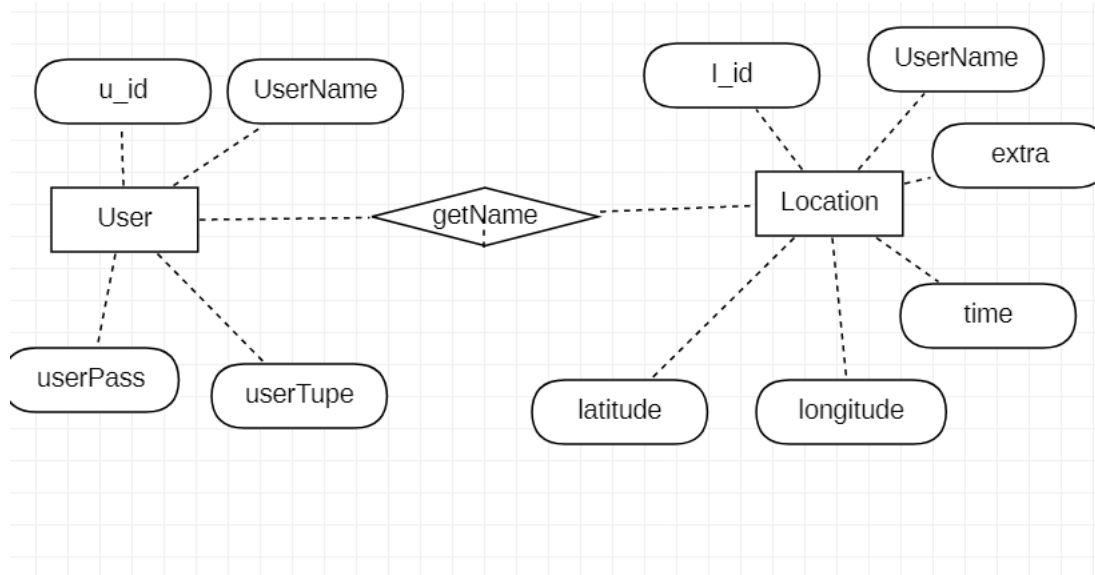 u_id
UserName
User
userPass
userTupe
getName
l_id
UserName
extra
Location
time
latitude
longitude